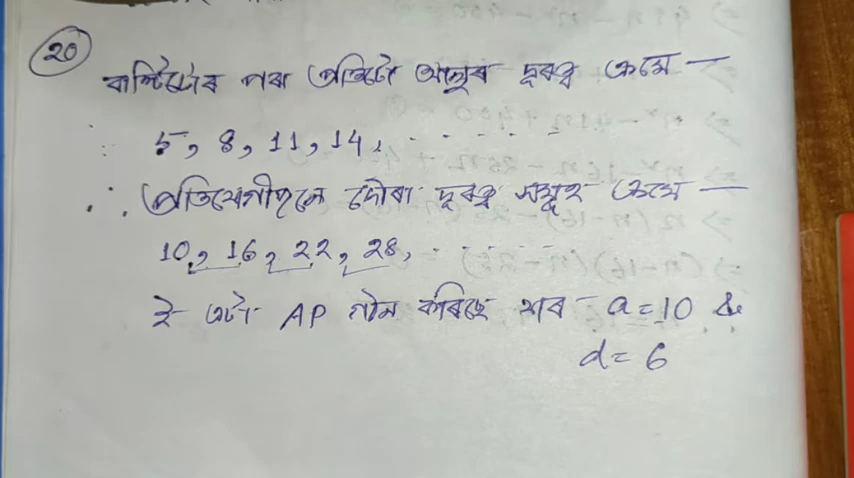 20
বাল্টিটোৰ পৰা প্ৰতিটো আলুৰ দূৰত্ব ক্ৰমে —
5, 8, 11, 14, . . . . . .
∴ প্ৰতিযোগীজনে দৌৰা দূৰত্ব সমূহ ক্ৰমে —
10, 16, 22, 28, . . . . . .
ই এটা AP গঠন কৰিছে য'ৰ - a = 10 &
d = 6